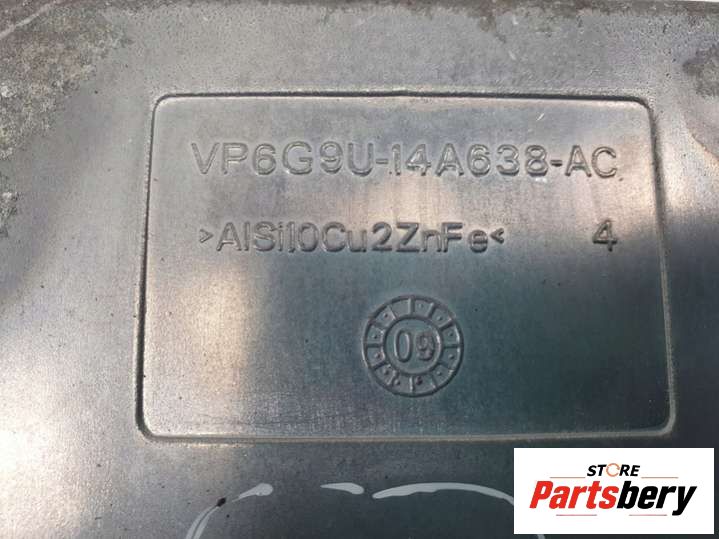 VP6G9U-14A638-AC
>AlSi10Cu2ZnFe< 4
09
STORE
Partsbery